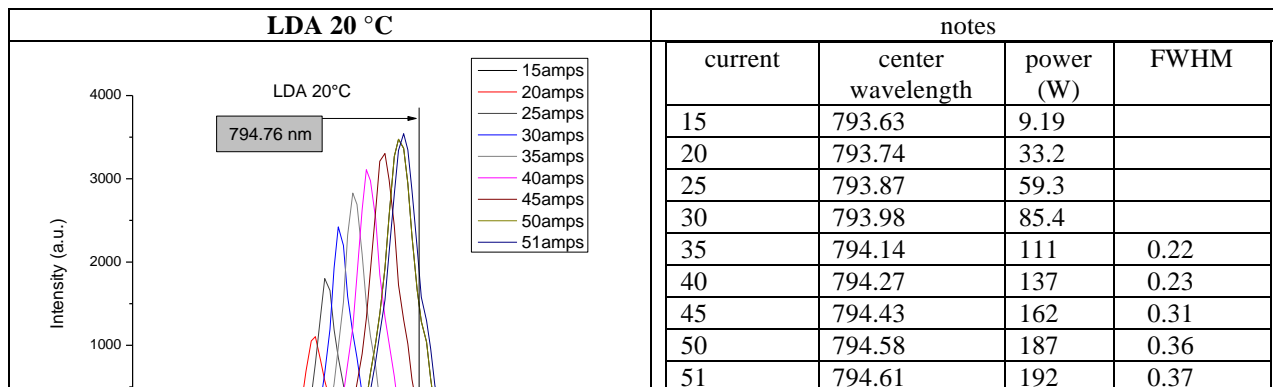 LDA 20 °C
LDA 20°C
794.76 nm
4000
3000
2000
1000
Intensity (a.u.)
15amps
20amps
25amps
30amps
35amps
40amps
45amps
50amps
51amps
notes
current center wavelength power (W) FWHM
15 793.63 9.19
20 793.74 33.2
25 793.87 59.3
30 793.98 85.4
35 794.14 111 0.22
40 794.27 137 0.23
45 794.43 162 0.31
50 794.58 187 0.36
51 794.61 192 0.37